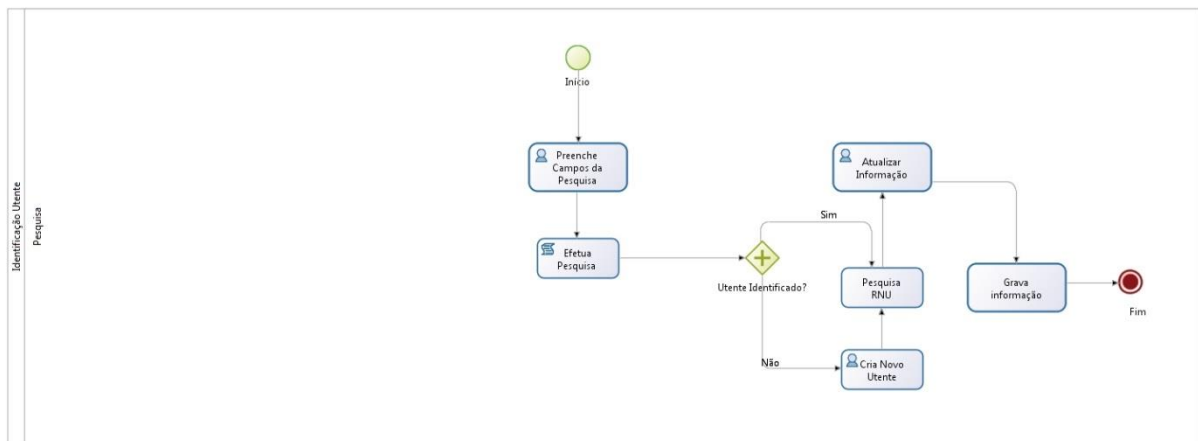 Identificação Utente
Pesquisa
Início
Preenche
Campos da
Pesquisa
Efetua
Pesquisa
Utente Identificado?
Sim
Não
Atualizar
Informação
Pesquisa
RNU
Cria Novo
Utente
Grava
informação
Fim